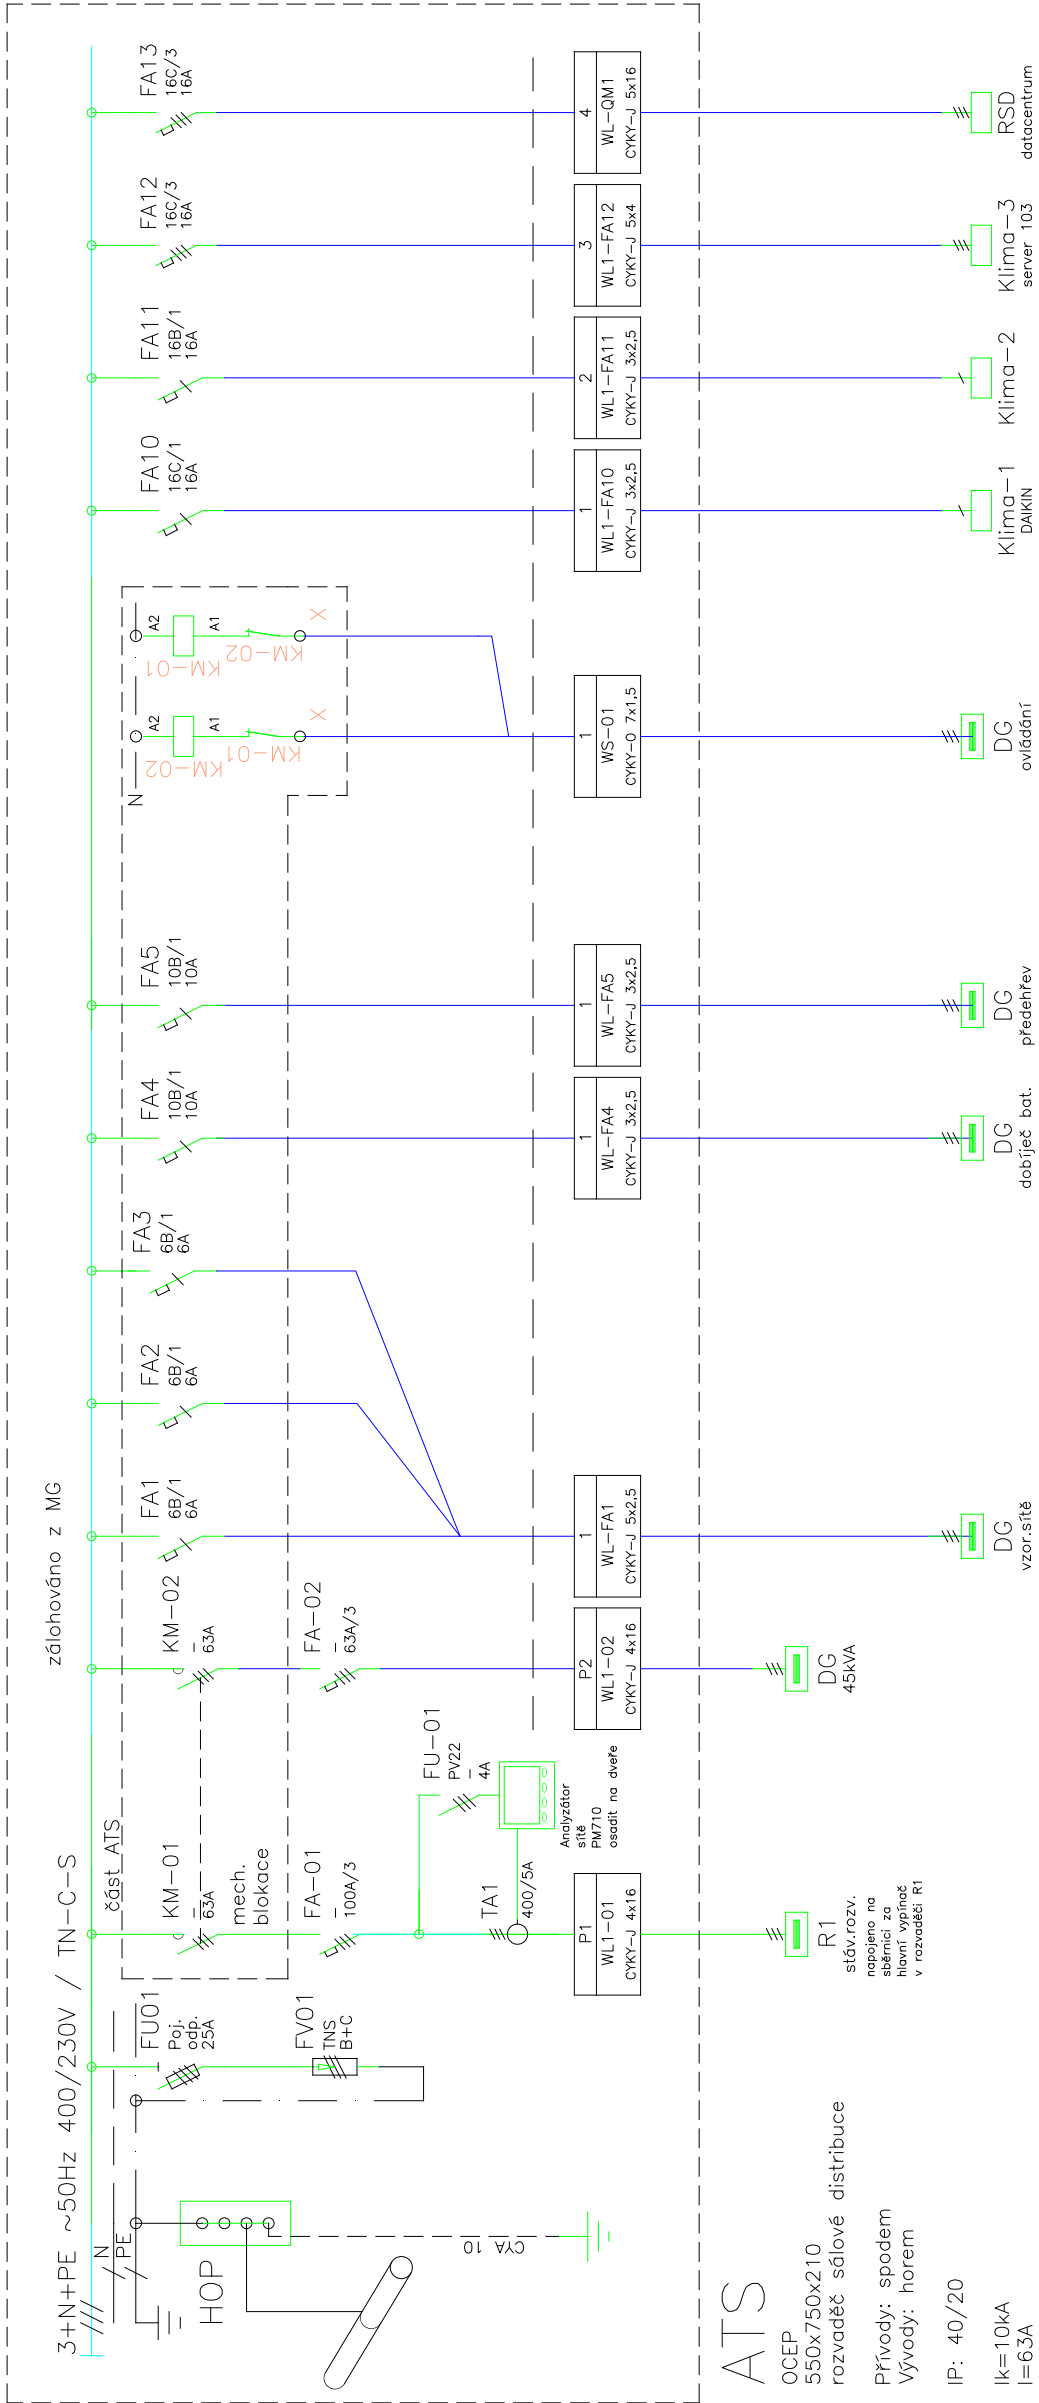 3+N+PE ~50Hz 400/230V / TN-C-S
zálohováno z MG
N
PE
HOP
CYA 10
FU01
Poj.
odp.
25A
FV01
TNS
B+C
část ATS
KM-01
63A
mech.
blokace
FA-01
100A/3
TA1
400/5A
FU-01
PV22
4A
Analyzátor
sítě
PM710
osadit na dveře
P1
WL1-01
CYKY-J 4x16
R1
stáv.rozv.
napojeno na
sběrnici za
hlavní vypínač
v rozvaděči R1
KM-02
63A
FA-02
63A/3
P2
WL1-02
CYKY-J 4x16
DG
45kVA
FA1
6B/1
6A
1
WL-FA1
CYKY-J 5x2,5
DG
vzor.sítě
FA2
6B/1
6A
FA3
6B/1
6A
FA4
10B/1
10A
1
WL-FA4
CYKY-J 3x2,5
DG
dobíječ bat.
FA5
10B/1
10A
1
WL-FA5
CYKY-J 3x2,5
DG
předehřev
N
A2
KM-02
A1
KM-01
X
A2
KM-01
A1
KM-02
X
1
WS-01
CYKY-O 7x1,5
DG
ovládání
FA10
16C/1
16A
1
WL1-FA10
CYKY-J 3x2,5
Klima-1
DAIKIN
FA11
16B/1
16A
2
WL1-FA11
CYKY-J 3x2,5
Klima-2
FA12
16C/3
16A
3
WL1-FA12
CYKY-J 5x4
Klima-3
server 103
FA13
16C/3
16A
4
WL-QM1
CYKY-J 5x16
RSD
datacentrum
ATS
OCEP
550x750x210
rozvaděč sálové distribuce
Přívody: spodem
Vývody: horem
IP: 40/20
Ik=10kA
I=63A